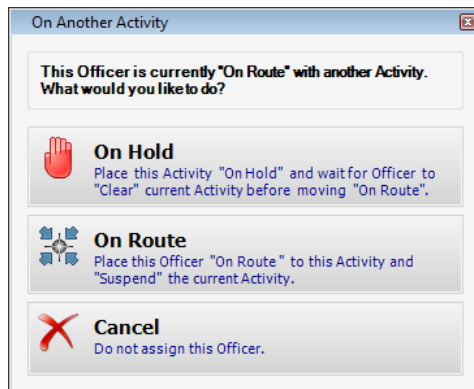 On Another Activity
This Officer is currently "On Route" with another Activity.
What would you like to do?
On Hold
Place this Activity "On Hold" and wait for Officer to
"Clear" current Activity before moving "On Route".
On Route
Place this Officer "On Route " to this Activity and
"Suspend" the current Activity.
Cancel
Do not assign this Officer.